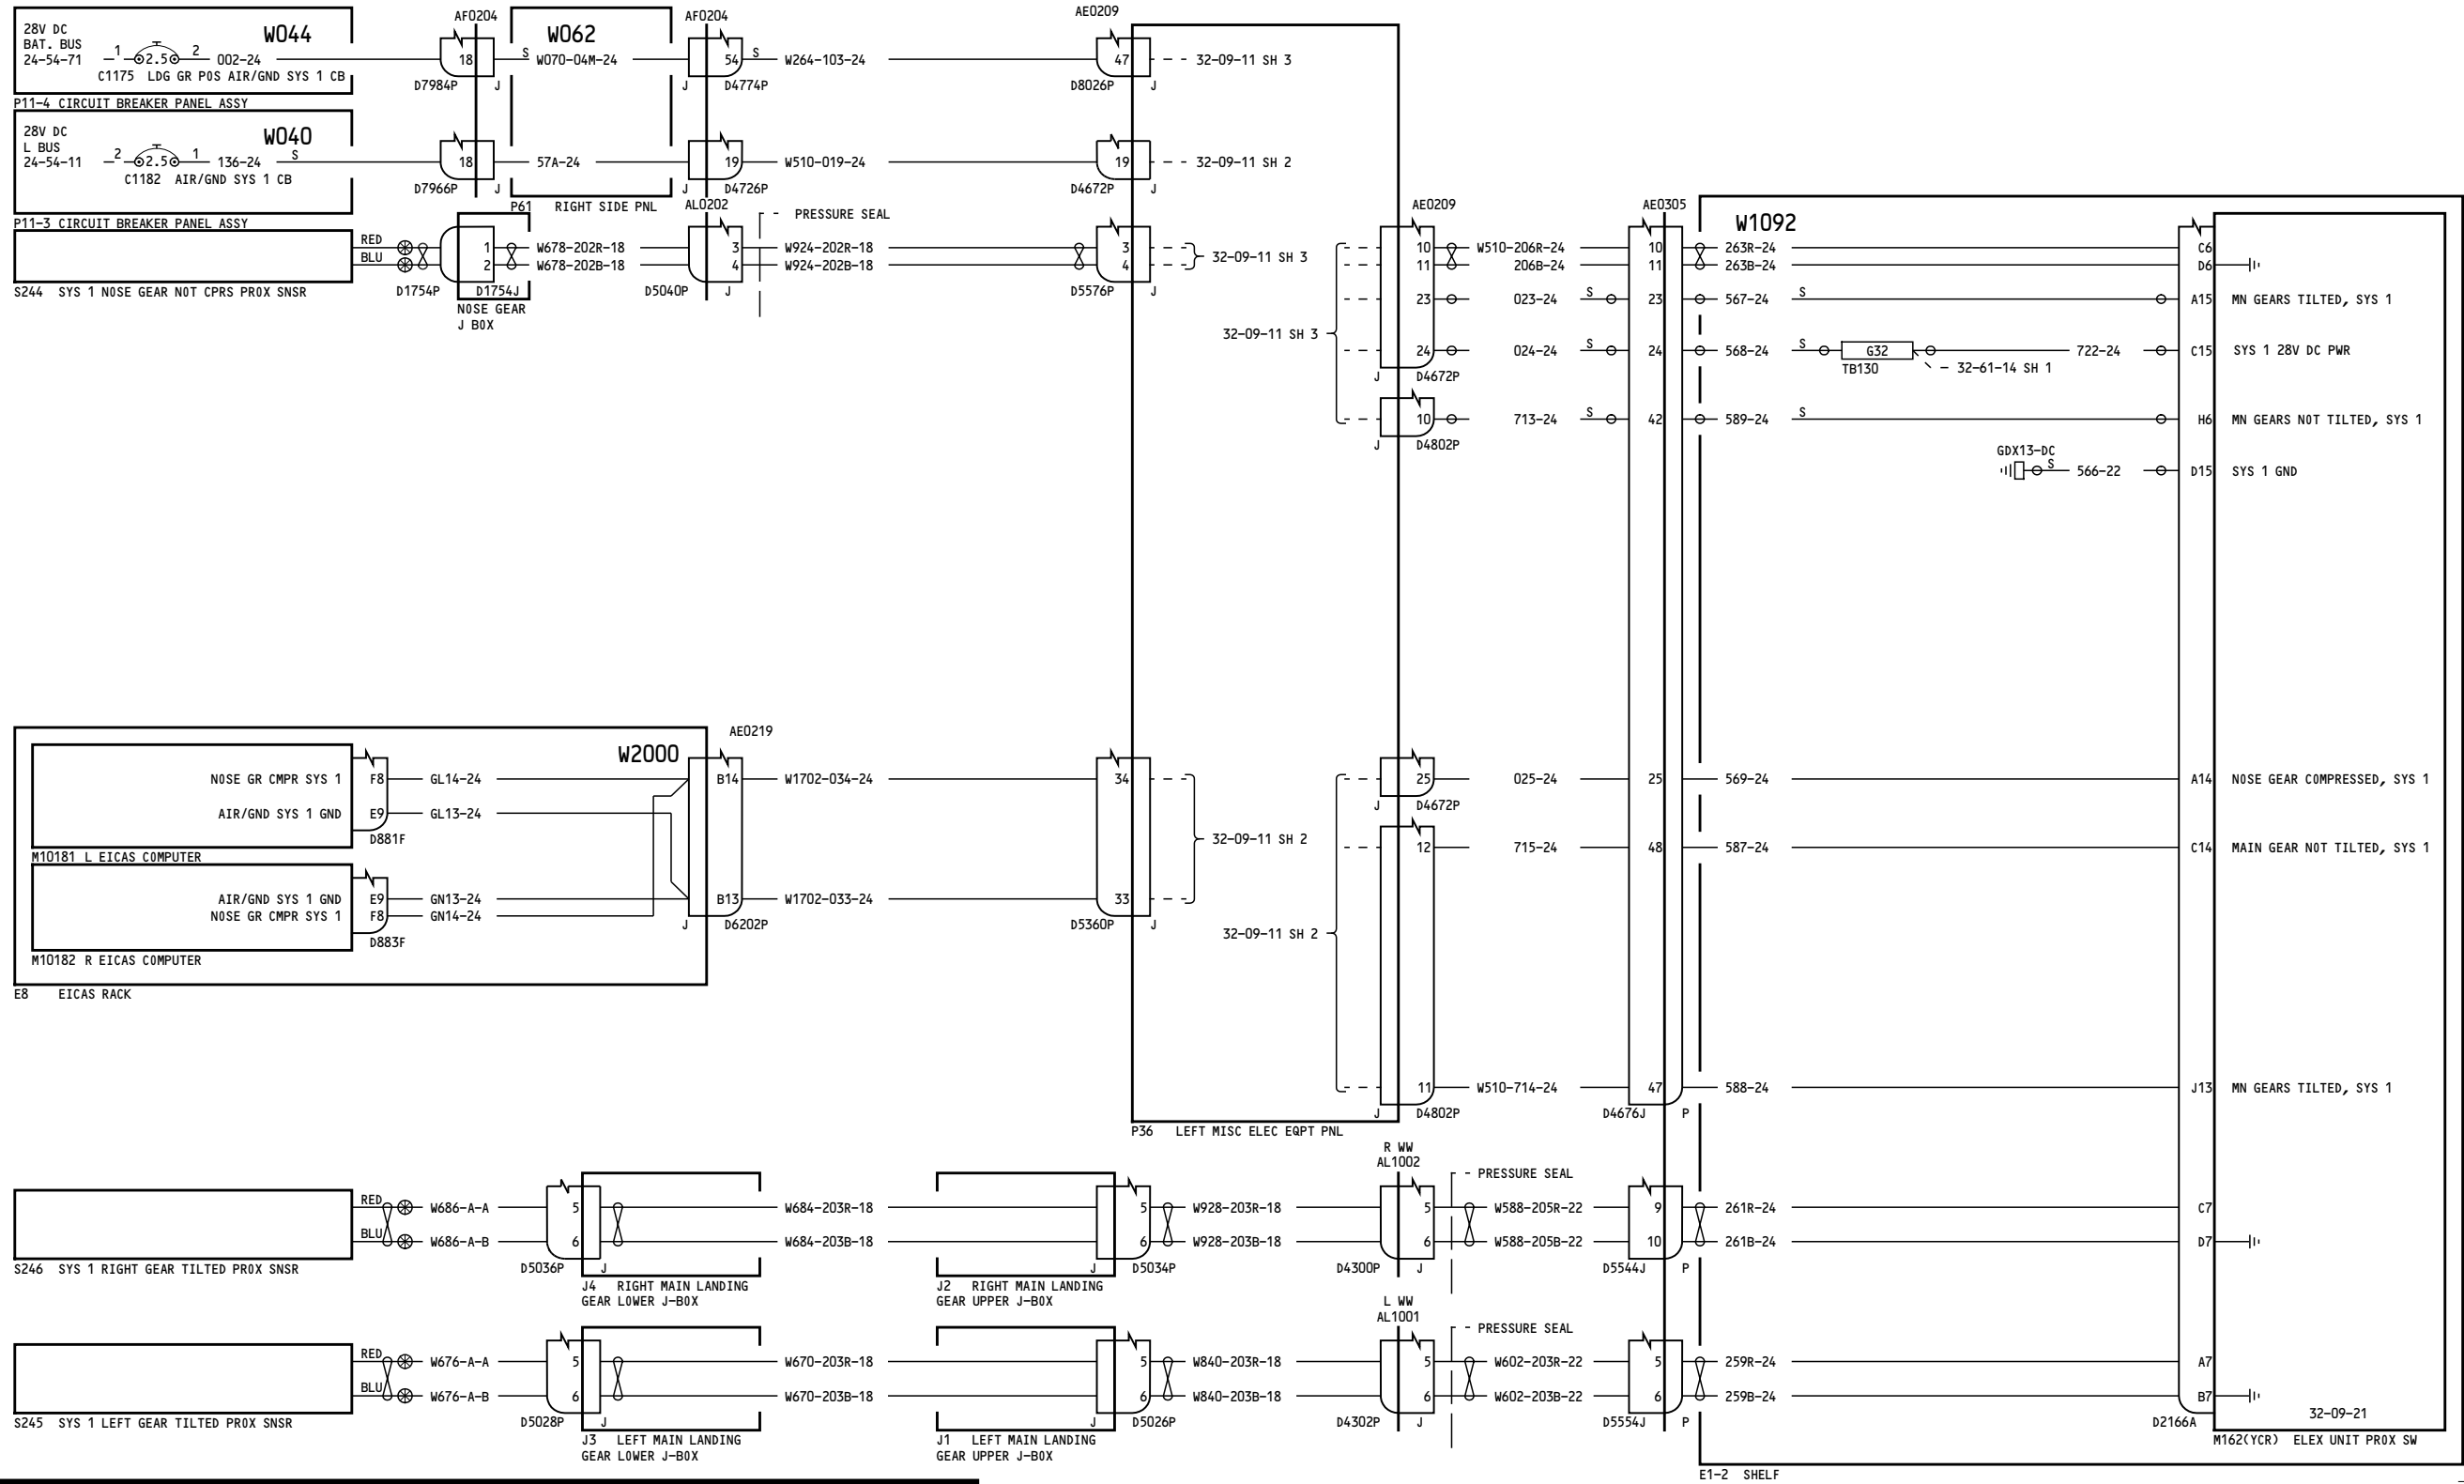 28V DC
BAT. BUS
24-54-71
1
2.5
2
002-24
W044
C1175 LDG GR POS AIR/GND SYS 1 CB
P11-4 CIRCUIT BREAKER PANEL ASSY
AF0204
18
D7984P
J
W062
S
W070-04M-24
AF0204
54
S
J
D4774P
W264-103-24
AE0209
47
D8026P
J
32-09-11 SH 3
28V DC
L BUS
24-54-11
2
2.5
1
136-24
S
W040
C1182 AIR/GND SYS 1 CB
P11-3 CIRCUIT BREAKER PANEL ASSY
18
D7966P
J
57A-24
P61 RIGHT SIDE PNL
19
J
D4726P
W510-019-24
19
D4672P
J
32-09-11 SH 2
RED
BLU
S244 SYS 1 NOSE GEAR NOT CPRS PROX SNSR
D1754P
1
2
D1754J
NOSE GEAR
J BOX
W678-202R-18
W678-202B-18
AL0202
3
4
D5040P
J
PRESSURE SEAL
W924-202R-18
W924-202B-18
3
4
D5576P
J
32-09-11 SH 3
32-09-11 SH 3
AE0209
10
11
23
24
J
D4672P
10
J
D4802P
W510-206R-24
206B-24
023-24
S
024-24
S
713-24
S
AE0305
10
11
23
24
42
W1092
263R-24
263B-24
567-24
S
568-24
S
G32
TB130
32-61-14 SH 1
722-24
589-24
S
GDX13-DC
S
566-22
C6
D6
A15 MN GEARS TILTED, SYS 1
C15 SYS 1 28V DC PWR
H6 MN GEARS NOT TILTED, SYS 1
D15 SYS 1 GND
W2000
NOSE GR CMPR SYS 1
F8
GL14-24
AIR/GND SYS 1 GND
E9
GL13-24
D881F
M10181 L EICAS COMPUTER
AIR/GND SYS 1 GND
E9
GN13-24
NOSE GR CMPR SYS 1
F8
GN14-24
D883F
M10182 R EICAS COMPUTER
E8 EICAS RACK
AE0219
B14
B13
J
D6202P
W1702-034-24
W1702-033-24
34
33
D5360P
J
32-09-11 SH 2
32-09-11 SH 2
25
J
D4672P
12
11
J
D4802P
P36 LEFT MISC ELEC EQPT PNL
025-24
715-24
W510-714-24
25
48
47
D4676J
P
569-24
587-24
588-24
A14 NOSE GEAR COMPRESSED, SYS 1
C14 MAIN GEAR NOT TILTED, SYS 1
J13 MN GEARS TILTED, SYS 1
RED
BLU
S246 SYS 1 RIGHT GEAR TILTED PROX SNSR
W686-A-A
W686-A-B
5
6
D5036P
J
J4 RIGHT MAIN LANDING
GEAR LOWER J-BOX
W684-203R-18
W684-203B-18
J2 RIGHT MAIN LANDING
GEAR UPPER J-BOX
5
6
J
D5034P
W928-203R-18
W928-203B-18
R WW
AL1002
5
6
D4300P
J
PRESSURE SEAL
W588-205R-22
W588-205B-22
9
10
D5544J
P
261R-24
261B-24
C7
D7
RED
BLU
S245 SYS 1 LEFT GEAR TILTED PROX SNSR
W676-A-A
W676-A-B
5
6
D5028P
J
J3 LEFT MAIN LANDING
GEAR LOWER J-BOX
W670-203R-18
W670-203B-18
J1 LEFT MAIN LANDING
GEAR UPPER J-BOX
5
6
J
D5026P
W840-203R-18
W840-203B-18
L WW
AL1001
5
6
D4302P
J
PRESSURE SEAL
W602-203R-22
W602-203B-22
5
6
D5554J
P
259R-24
259B-24
A7
B7
D2166A
32-09-21
M162(YCR) ELEX UNIT PROX SW
E1-2 SHELF